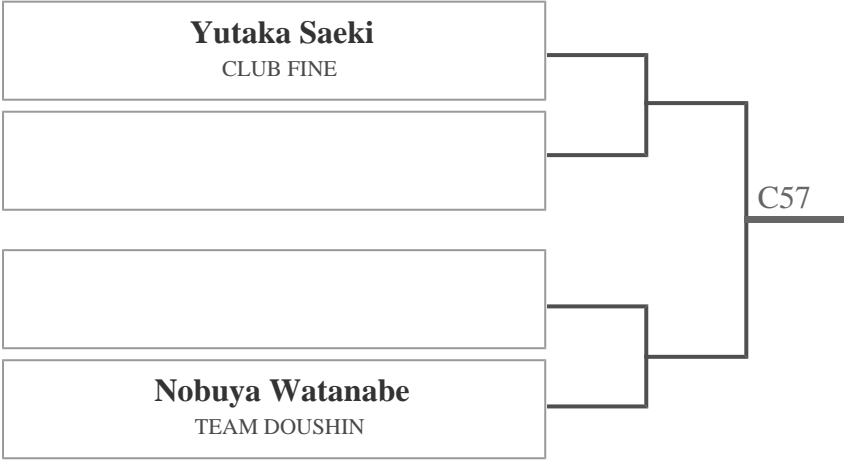 Yutaka Saeki
CLUB FINE
C57
Nobuya Watanabe
TEAM DOUSHIN